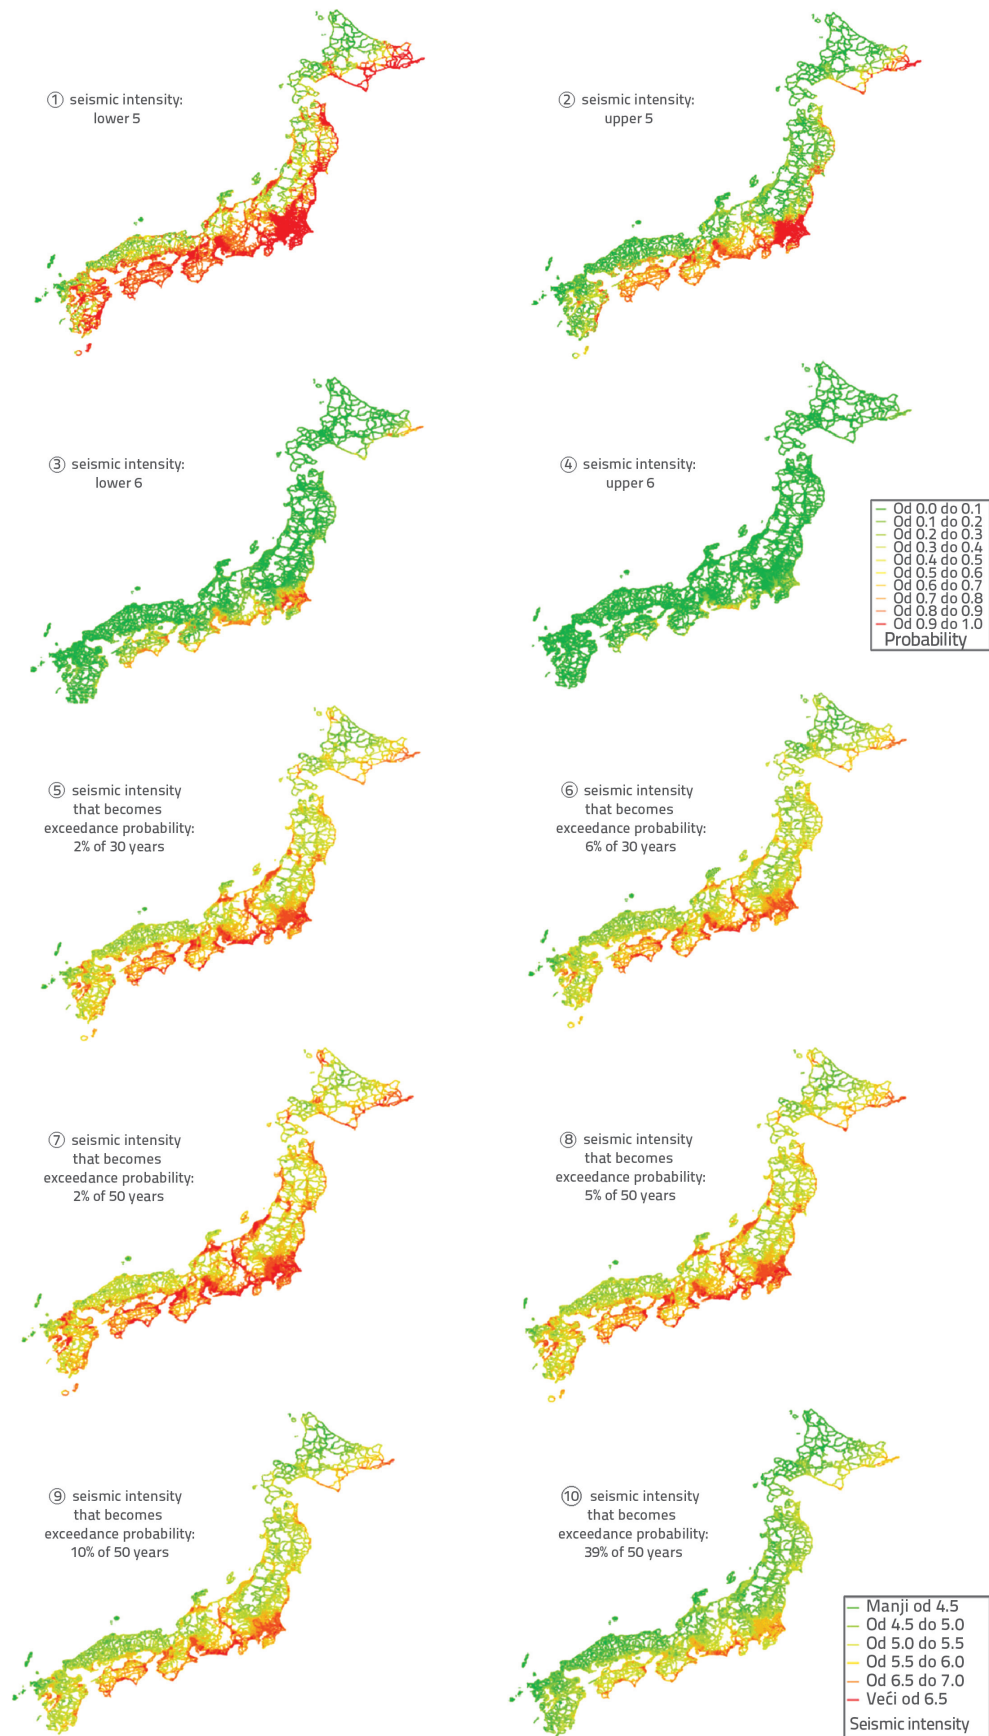 ① seismic intensity:
lower 5
② seismic intensity:
upper 5
③ seismic intensity:
lower 6
④ seismic intensity:
upper 6
Od 0.0 do 0.1
Od 0.1 do 0.2
Od 0.2 do 0.3
Od 0.3 do 0.4
Od 0.4 do 0.5
Od 0.5 do 0.6
Od 0.6 do 0.7
Od 0.7 do 0.8
Od 0.8 do 0.9
Od 0.9 do 1.0
Probability
⑤ seismic intensity
that becomes
exceedance probability:
2% of 30 years
⑥ seismic intensity
that becomes
exceedance probability:
6% of 30 years
⑦ seismic intensity
that becomes
exceedance probability:
2% of 50 years
⑧ seismic intensity
that becomes
exceedance probability:
5% of 50 years
⑨ seismic intensity
that becomes
exceedance probability:
10% of 50 years
⑩ seismic intensity
that becomes
exceedance probability:
39% of 50 years
Manji od 4.5
Od 4.5 do 5.0
Od 5.0 do 5.5
Od 5.5 do 6.0
Od 6.5 do 7.0
Veći od 6.5
Seismic intensity